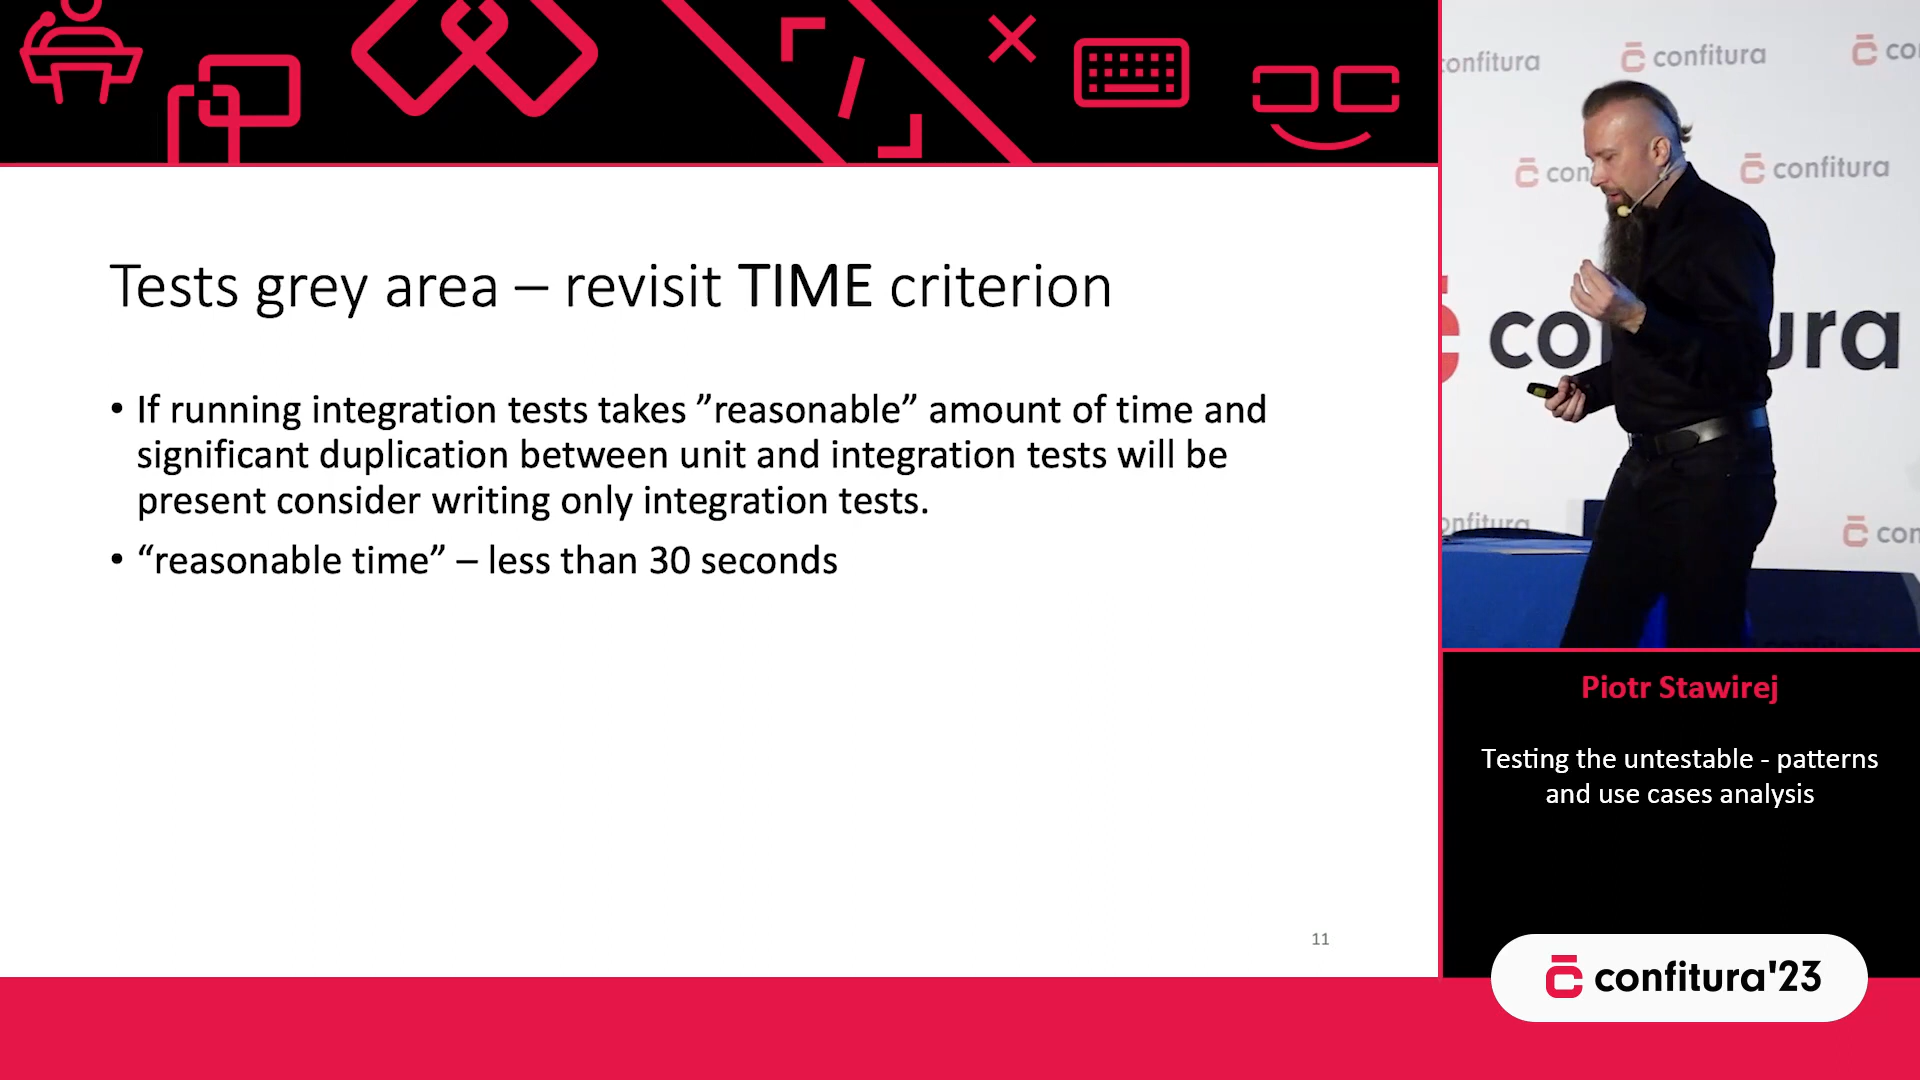 Tests grey area – revisit TIME criterion
• If running integration tests takes ”reasonable” amount of time and
significant duplication between unit and integration tests will be
present consider writing only integration tests.
• “reasonable time” – less than 30 seconds
11
confitura
confitura
confitura
Piotr Stawirej
Testing the untestable - patterns
and use cases analysis
confitura'23